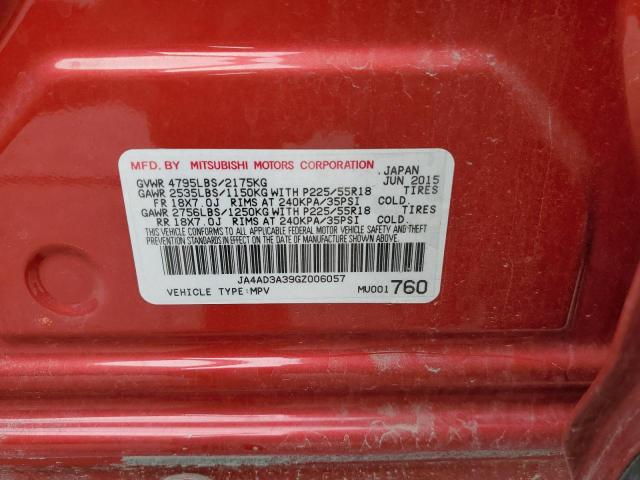 MFD. BY MITSUBISHI MOTORS CORPORATION JAPAN
GVWR 4795LBS/2175KG JUN 2015
GAWR 2535LBS/1150KG WITH P225/55R18 TIRES
FR 18X7.0J RIMS AT 240KPA/35PSI COLD.
GAWR 2756LBS/1250KG WITH P225/55R18 TIRES
RR 18X7.0J RIMS AT 240KPA/35PSI COLD.
THIS VEHICLE CONFORMS TO ALL APPLICABLE FEDERAL MOTOR VEHICLE SAFETY AND THEFT
PREVENTION STANDARDS IN EFFECT ON THE DATE OF MANUFACTURE SHOWN ABOVE.
JA4AD3A39GZ006057
VEHICLE TYPE:MPV MU001760